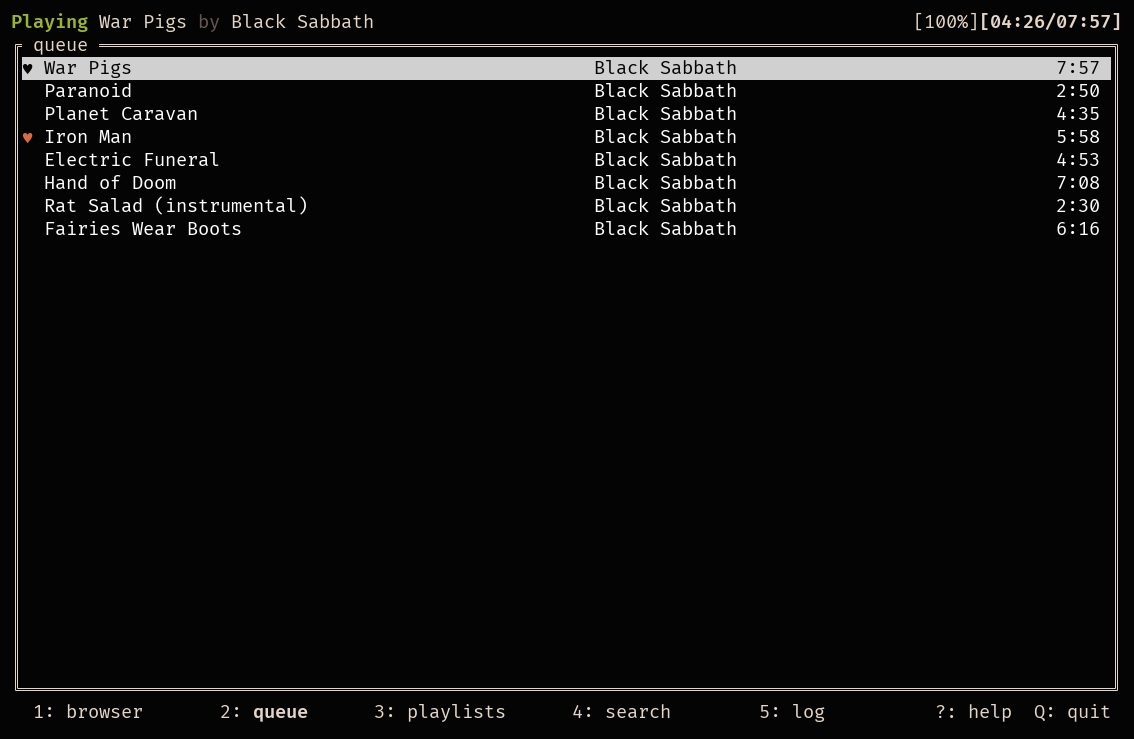 Playing War Pigs by Black Sabbath [100%][04:26/07:57]
queue
♥ War Pigs Black Sabbath 7:57
Paranoid Black Sabbath 2:50
Planet Caravan Black Sabbath 4:35
♥ Iron Man Black Sabbath 5:58
Electric Funeral Black Sabbath 4:53
Hand of Doom Black Sabbath 7:08
Rat Salad (instrumental) Black Sabbath 2:30
Fairies Wear Boots Black Sabbath 6:16
1: browser 2: queue 3: playlists 4: search 5: log ?: help Q: quit